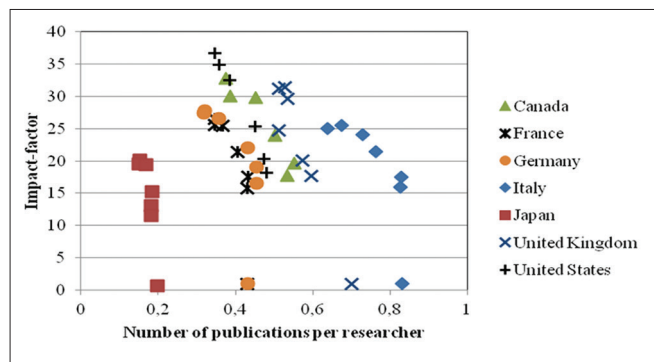 40
35
30
25
20
15
10
5
0
Impact-factor
0 0,2 0,4 0,6 0,8 1
Number of publications per researcher
Canada
France
Germany
Italy
Japan
United Kingdom
United States